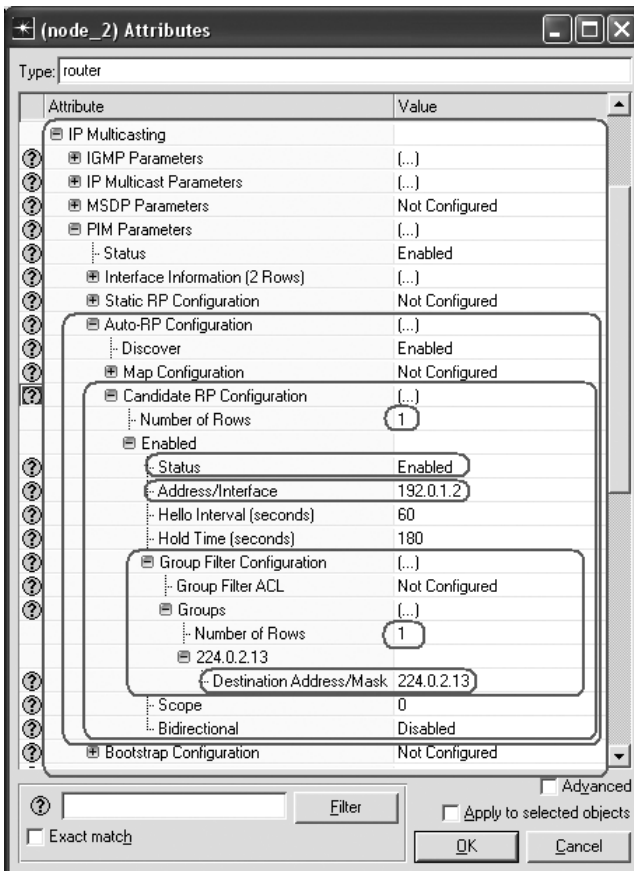 (node_2) Attributes
Type: router
Attribute Value
IP Multicasting
IGMP Parameters (...)
IP Multicast Parameters (...)
MSDP Parameters Not Configured
PIM Parameters (...)
Status Enabled
Interface Information (2 Rows) (...)
Static RP Configuration Not Configured
Auto-RP Configuration (...)
Discover Enabled
Map Configuration Not Configured
Candidate RP Configuration (...)
Number of Rows 1
Enabled
Status Enabled
Address/Interface 192.0.1.2
Hello Interval (seconds) 60
Hold Time (seconds) 180
Group Filter Configuration (...)
Group Filter ACL Not Configured
Groups (...)
Number of Rows 1
224.0.2.13
Destination Address/Mask 224.0.2.13
Scope 0
Bidirectional Disabled
Bootstrap Configuration Not Configured
Advanced
Filter
Apply to selected objects
Exact match
OK Cancel